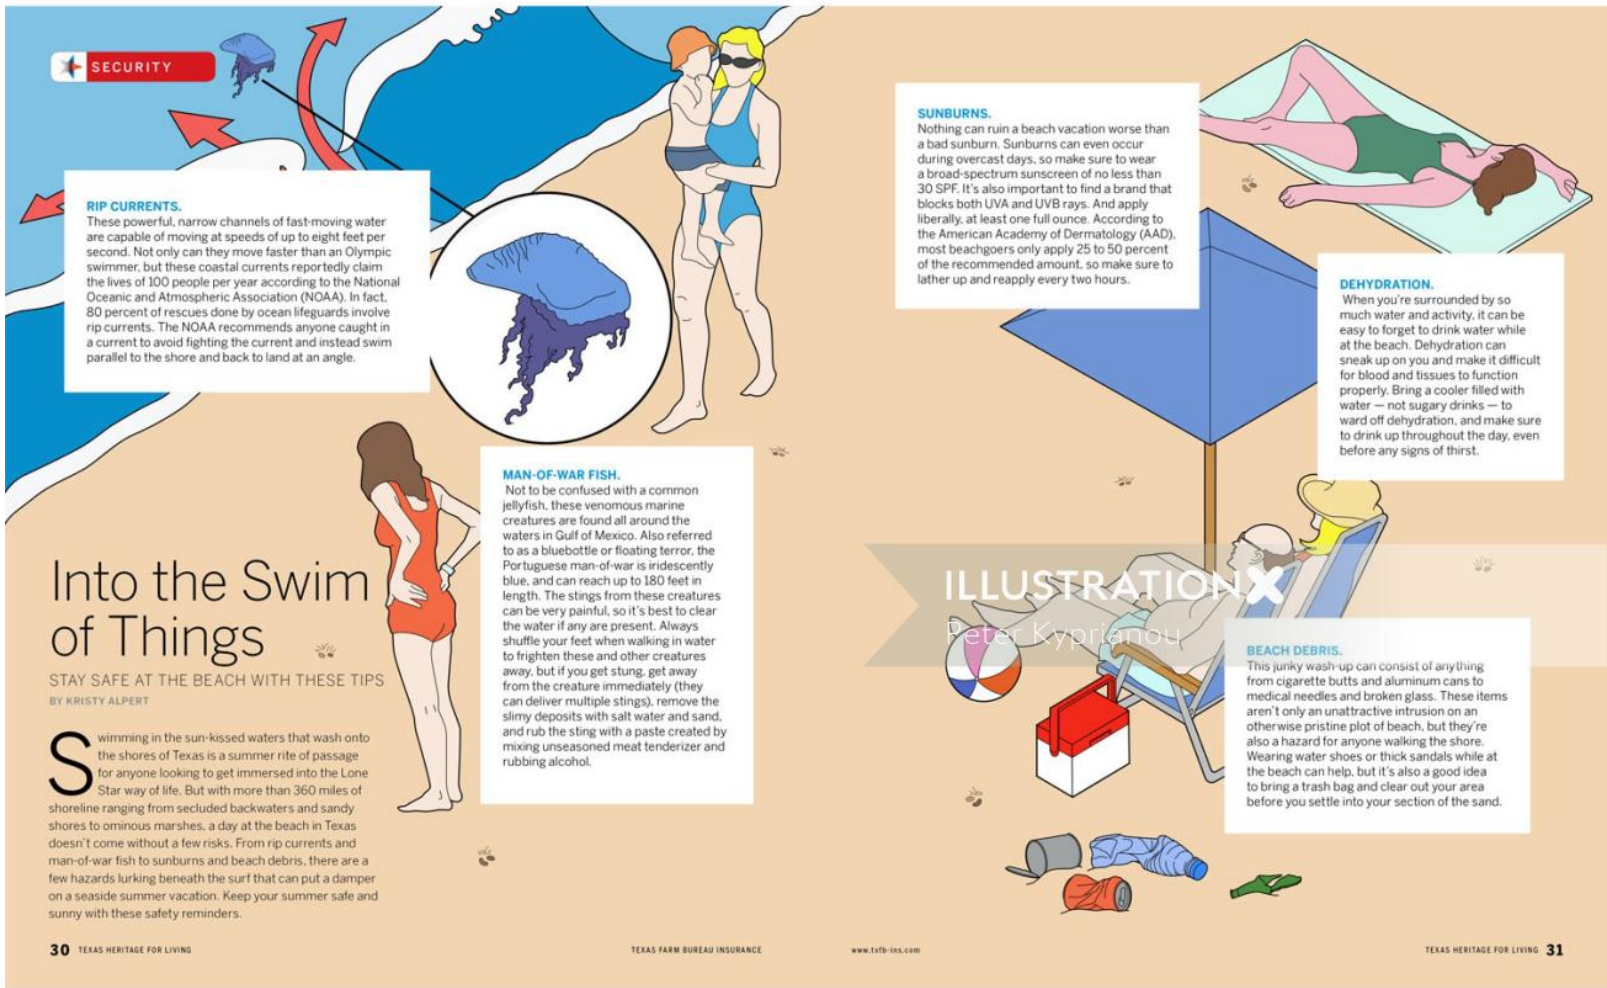 SECURITY
RIP CURRENTS.
These powerful, narrow channels of fast-moving water
are capable of moving at speeds of up to eight feet per
second. Not only can they move faster than an Olympic
swimmer, but these coastal currents reportedly claim
the lives of 100 people per year according to the National
Oceanic and Atmospheric Association (NOAA). In fact,
80 percent of rescues done by ocean lifeguards involve
rip currents. The NOAA recommends anyone caught in
a current to avoid fighting the current and instead swim
parallel to the shore and back to land at an angle.
Into the Swim
of Things
STAY SAFE AT THE BEACH WITH THESE TIPS
BY KRISTY ALPERT
Swimming in the sun-kissed waters that wash onto
the shores of Texas is a summer rite of passage
for anyone looking to get immersed into the Lone
Star way of life. But with more than 360 miles of
shoreline ranging from secluded backwaters and sandy
shores to ominous marshes, a day at the beach in Texas
doesn't come without a few risks. From rip currents and
man-of-war fish to sunburns and beach debris, there are a
few hazards lurking beneath the surf that can put a damper
on a seaside summer vacation. Keep your summer safe and
sunny with these safety reminders.
MAN-OF-WAR FISH.
Not to be confused with a common
jellyfish, these venomous marine
creatures are found all around the
waters in Gulf of Mexico. Also referred
to as a bluebottle or floating terror, the
Portuguese man-of-war is iridescently
blue, and can reach up to 180 feet in
length. The stings from these creatures
can be very painful, so it's best to clear
the water if any are present. Always
shuffle your feet when walking in water
to frighten these and other creatures
away, but if you get stung, get away
from the creature immediately (they
can deliver multiple stings), remove the
slimy deposits with salt water and sand,
and rub the sting with a paste created by
mixing unseasoned meat tenderizer and
rubbing alcohol.
SUNBURNS.
Nothing can ruin a beach vacation worse than
a bad sunburn. Sunburns can even occur
during overcast days, so make sure to wear
a broad-spectrum sunscreen of no less than
30 SPF. It's also important to find a brand that
blocks both UVA and UVB rays. And apply
liberally, at least one full ounce. According to
the American Academy of Dermatology (AAD),
most beachgoers only apply 25 to 50 percent
of the recommended amount, so make sure to
lather up and reapply every two hours.
DEHYDRATION.
When you're surrounded by so
much water and activity, it can be
easy to forget to drink water while
at the beach. Dehydration can
sneak up on you and make it difficult
for blood and tissues to function
properly. Bring a cooler filled with
water — not sugary drinks — to
ward off dehydration, and make sure
to drink up throughout the day, even
before any signs of thirst.
ILLUSTRATIONX
Peter Kyprianou
BEACH DEBRIS.
This junky wash-up can consist of anything
from cigarette butts and aluminum cans to
medical needles and broken glass. These items
aren't only an unattractive intrusion on an
otherwise pristine plot of beach, but they're
also a hazard for anyone walking the shore.
Wearing water shoes or thick sandals while at
the beach can help, but it's also a good idea
to bring a trash bag and clear out your area
before you settle into your section of the sand.
30 TEXAS HERITAGE FOR LIVING
TEXAS FARM BUREAU INSURANCE
www.txfb-ins.com
TEXAS HERITAGE FOR LIVING 31